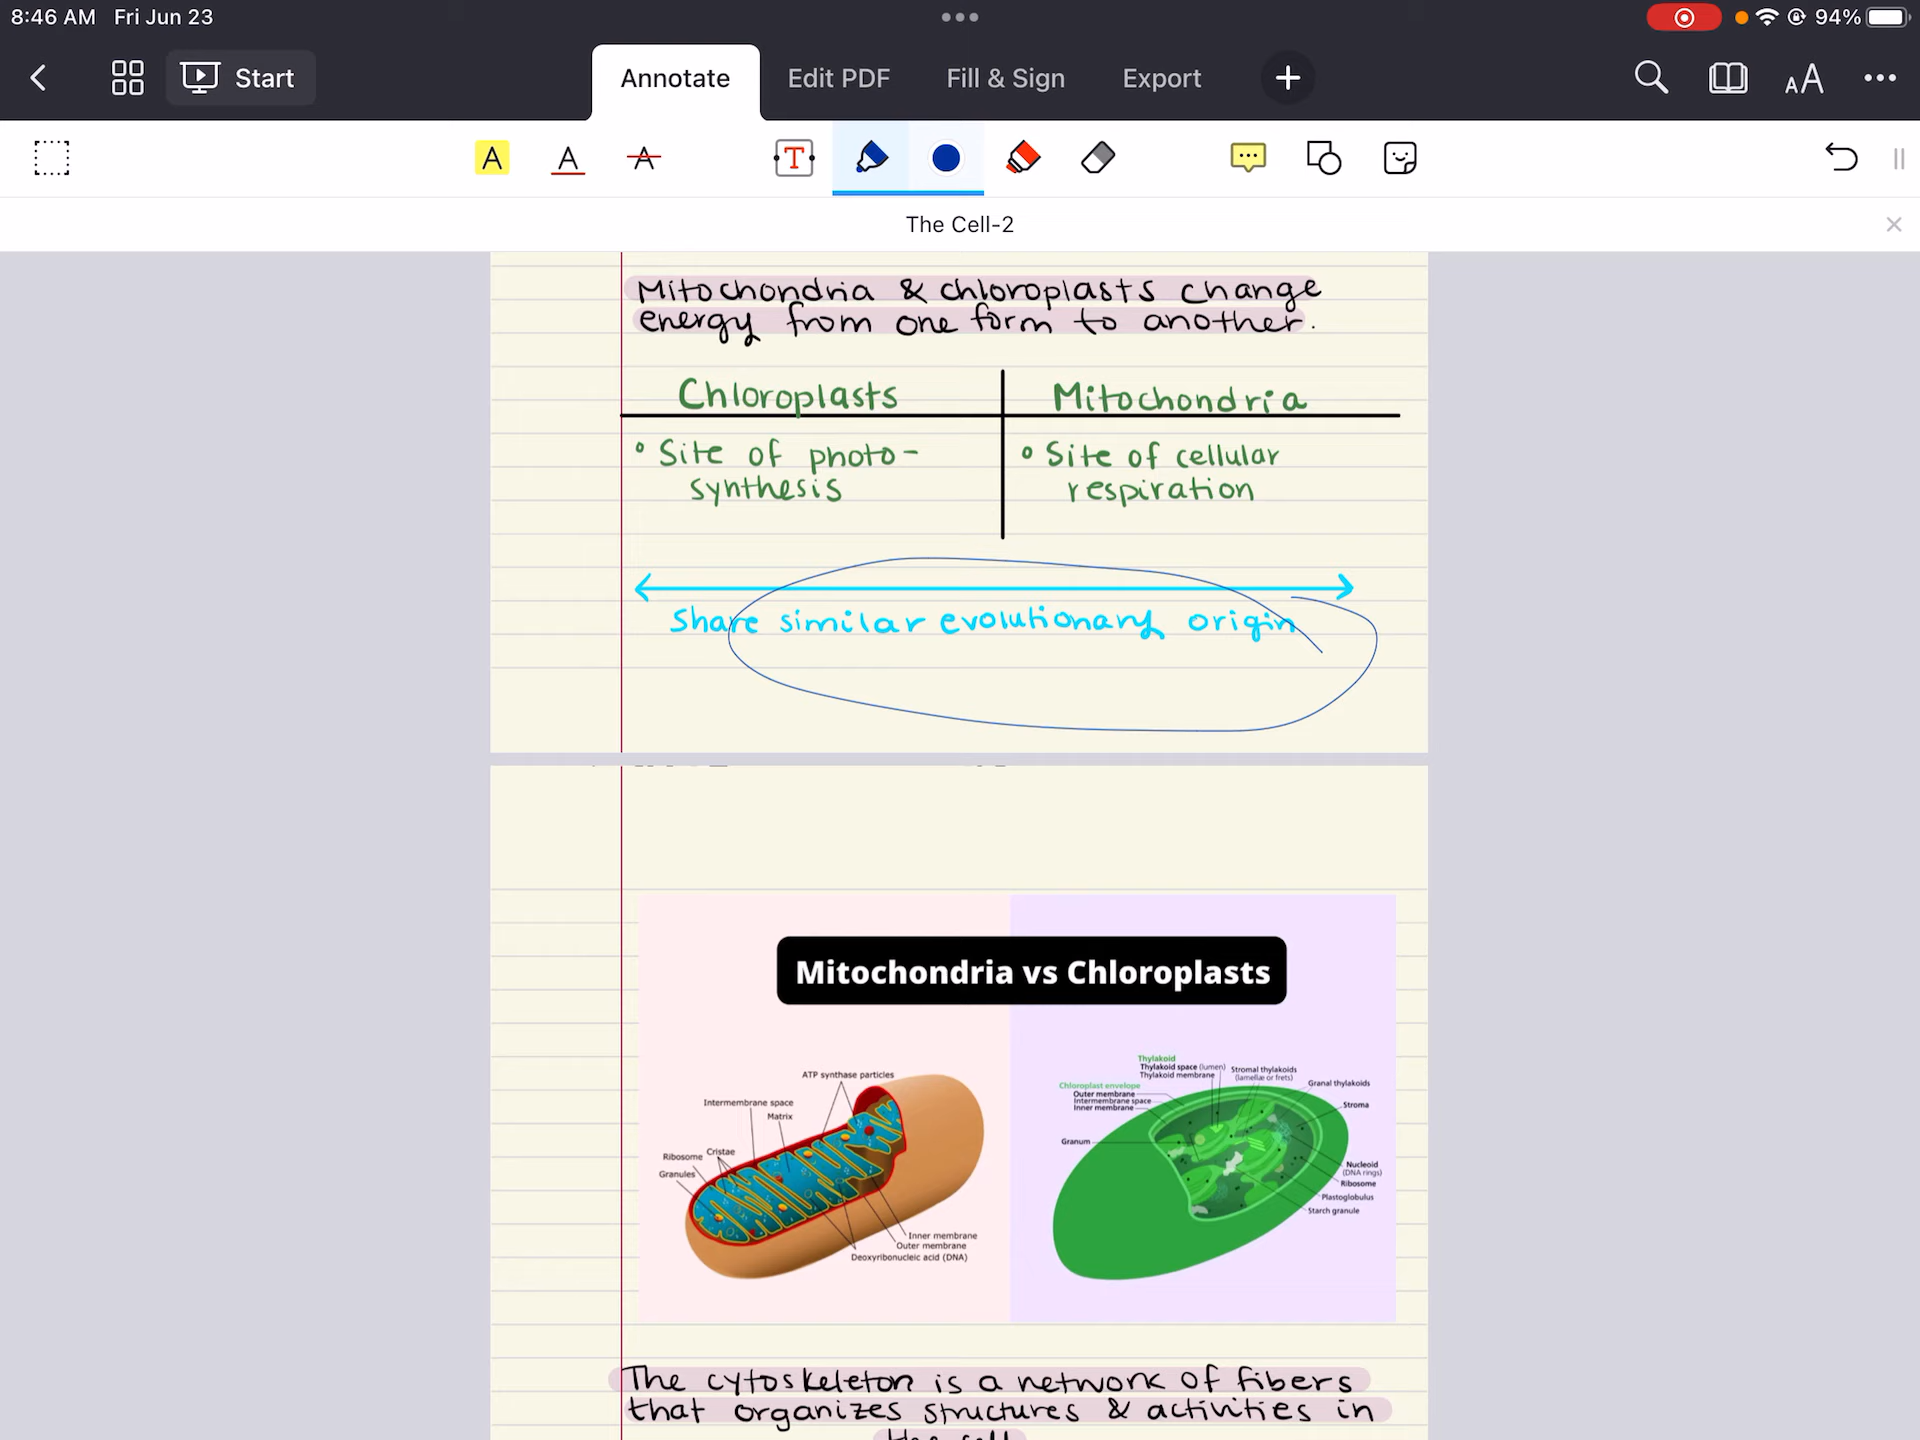 8:46 AM Fri Jun 23
94%
Start
Annotate
Edit PDF
Fill & Sign
Export
AA
A A A T
The Cell-2
Mitochondria & chloroplasts change
energy from one form to another.
Chloroplasts
Mitochondria
Site of photo-
synthesis
Site of cellular
respiration
Share similar evolutionary origin
Mitochondria vs Chloroplasts
ATP synthase particles
Intermembrane space
Matrix
Ribosome
Cristae
Granules
Inner membrane
Outer membrane
Deoxyribonucleic acid (DNA)
Thylakoid
Thylakoid space (lumen)
Thylakoid membrane
Stromal thylakoids
(lamellæ or frets)
Granal thylakoids
Chloroplast envelope
Outer membrane
Intermembrane space
Inner membrane
Stroma
Granum
Nucleoid
(DNA rings)
Ribosome
Plastoglobulus
Starch granule
The cytoskeleton is a network of fibers
that organizes structures & activities in